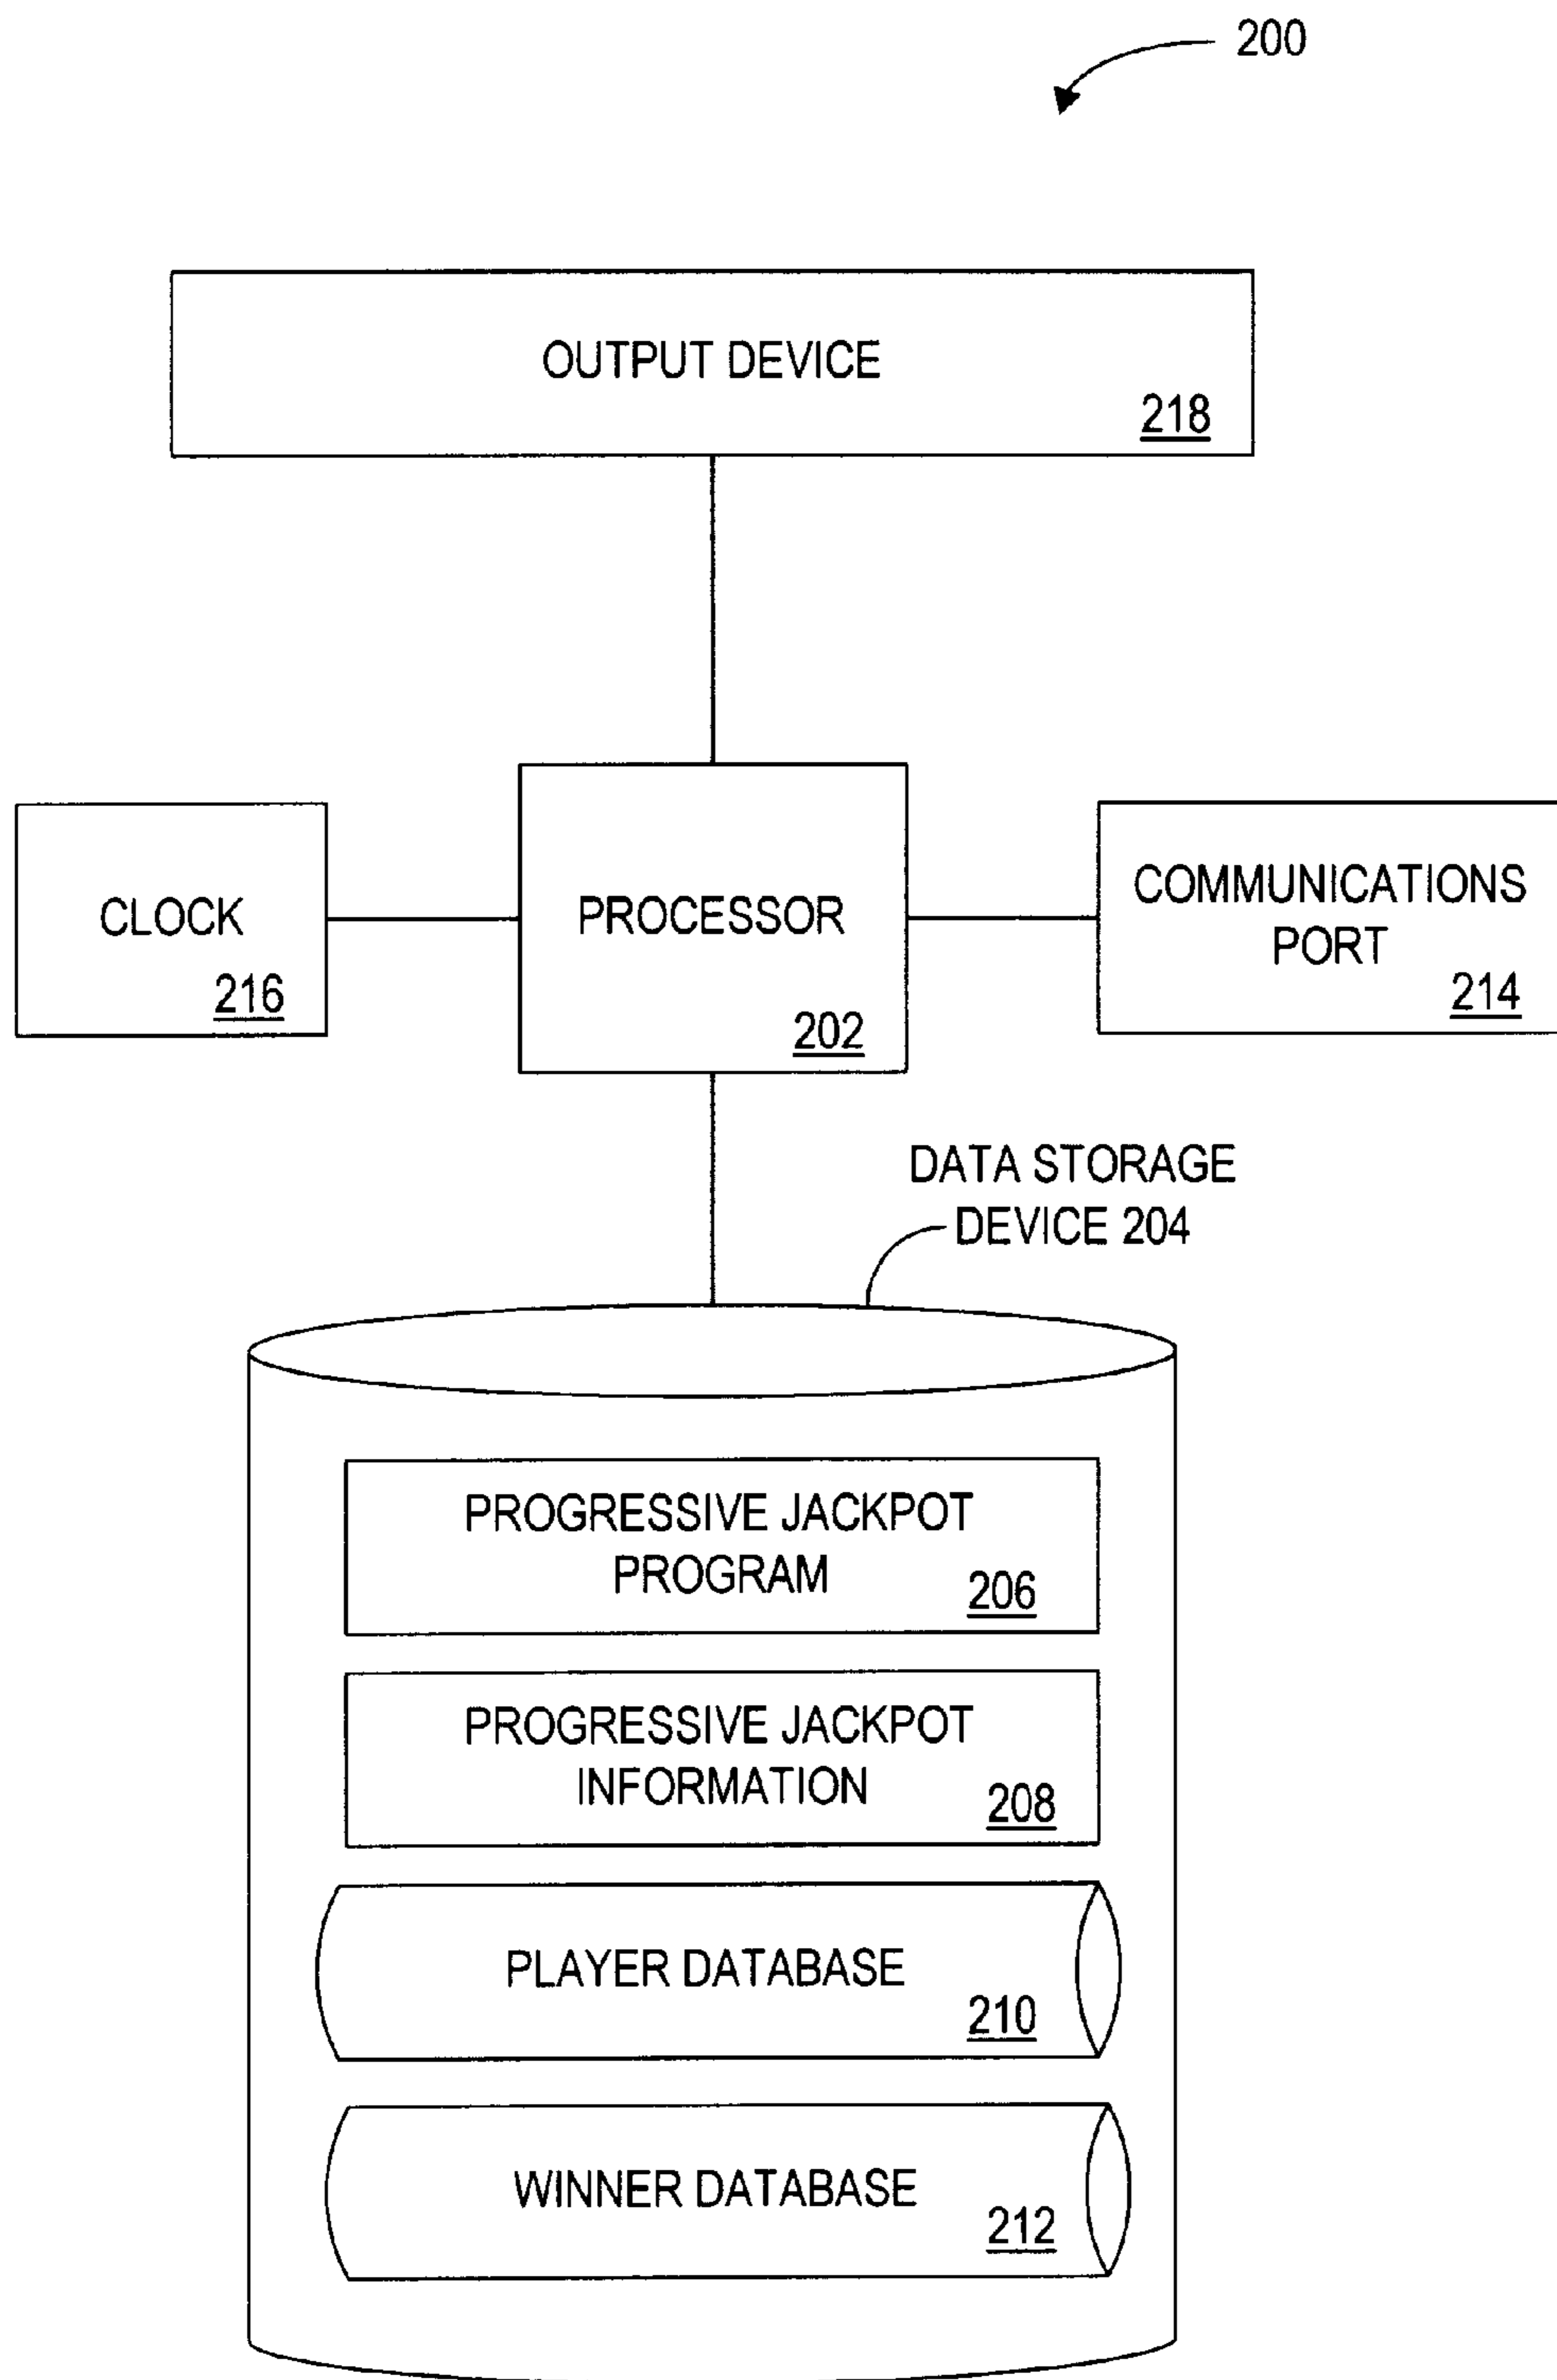 200
OUTPUT DEVICE
218
CLOCK
216
PROCESSOR
202
COMMUNICATIONS
PORT
214
DATA STORAGE
DEVICE 204
PROGRESSIVE JACKPOT
PROGRAM
206
PROGRESSIVE JACKPOT
INFORMATION
208
PLAYER DATABASE
210
WINNER DATABASE
212